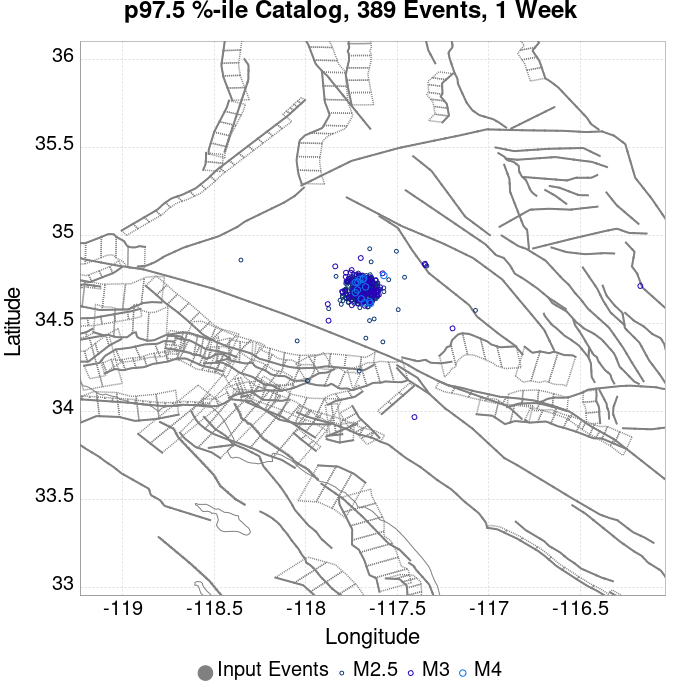 p97.5 %-ile Catalog, 389 Events, 1 Week
36
35.5
35
34.5
34
33.5
33
Latitude
-119 -118.5 -118 -117.5 -117 -116.5
Longitude
Input Events M2.5 M3 M4